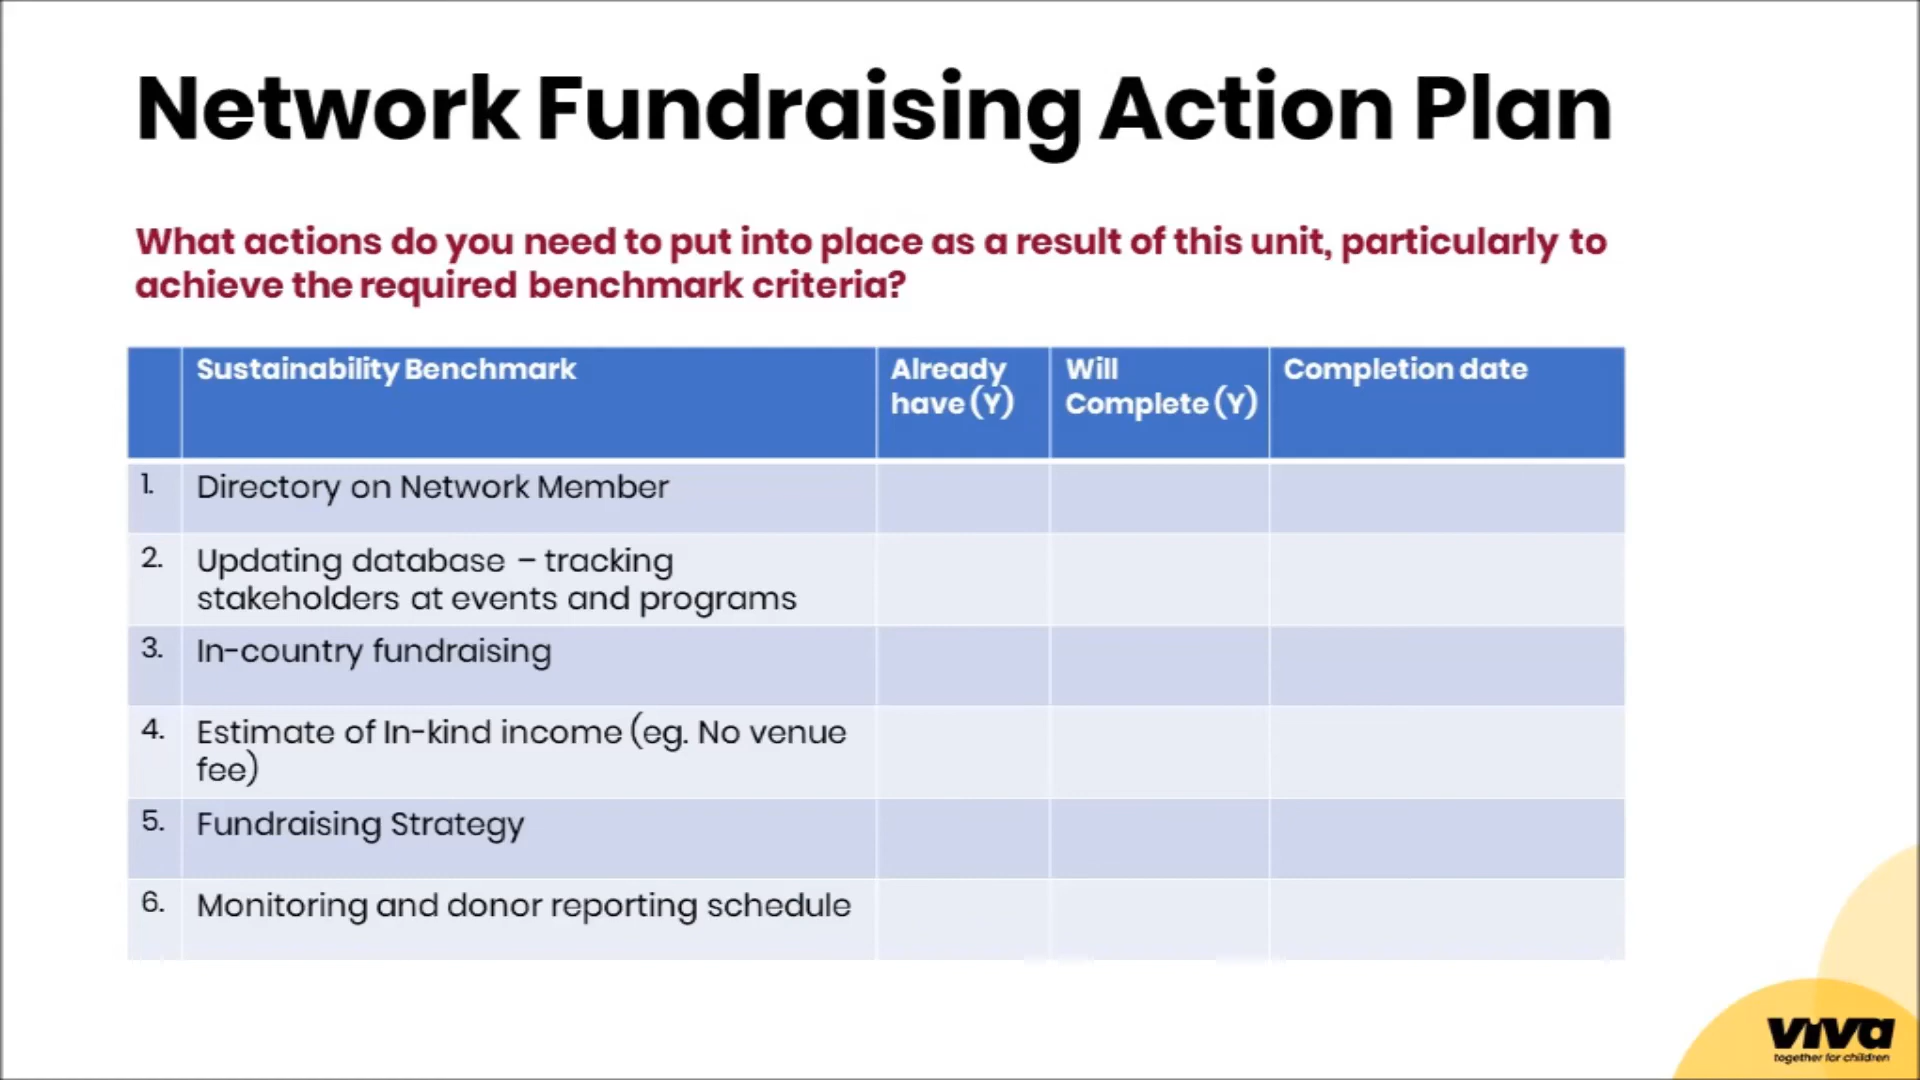 Network Fundraising Action Plan
What actions do you need to put into place as a result of this unit, particularly to
achieve the required benchmark criteria?
Sustainability Benchmark
Already
have (Y)
Will
Complete (Y)
Completion date
1. Directory on Network Member
2. Updating database – tracking
stakeholders at events and programs
3. In-country fundraising
4. Estimate of In-kind income (eg. No venue
fee)
5. Fundraising Strategy
6. Monitoring and donor reporting schedule
viva
together for children